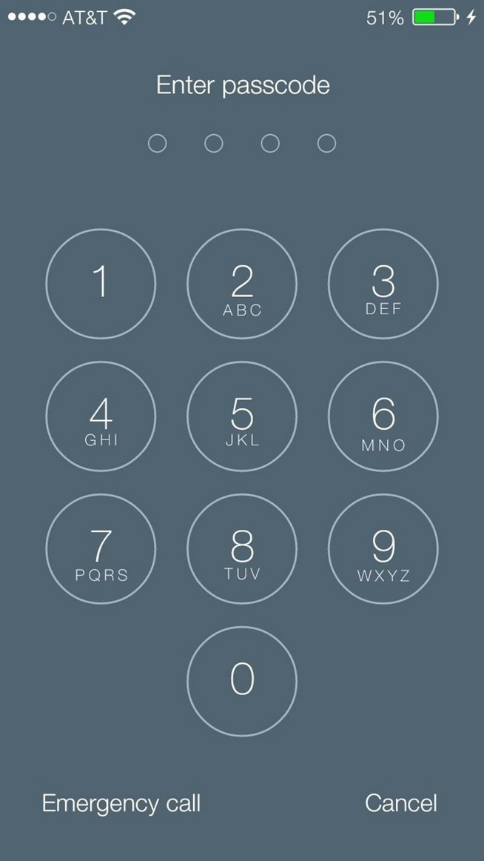 AT&T 51%
Enter passcode
1 2 3
ABC DEF
4 5 6
GHI JKL MNO
7 8 9
PQRS TUV WXYZ
0
Emergency call Cancel